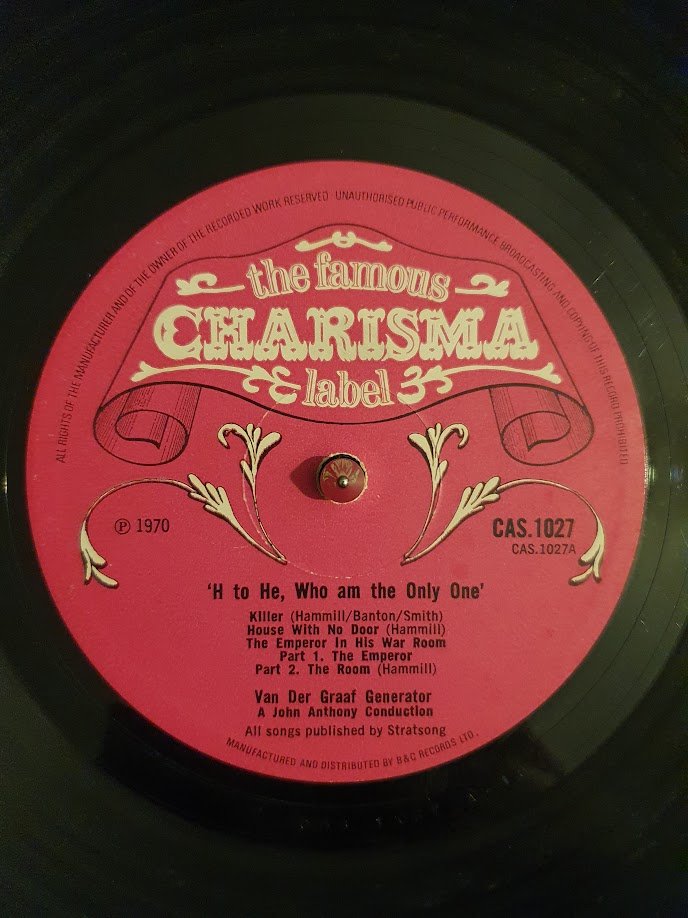 ALL RIGHTS OF THE MANUFACTURER AND OF THE OWNER OF THE RECORDED WORK RESERVED · UNAUTHORISED PUBLIC PERFORMANCE BROADCASTING AND COPYING OF THIS RECORD PROHIBITED
the famous
CHARISMA
label
℗ 1970
CAS.1027
CAS.1027A
'H to He, Who am the Only One'
Killer (Hammill/Banton/Smith)
House With No Door (Hammill)
The Emperor In His War Room
Part 1. The Emperor
Part 2. The Room (Hammill)
Van Der Graaf Generator
A John Anthony Conduction
All songs published by Stratsong
MANUFACTURED AND DISTRIBUTED BY B&C RECORDS LTD.